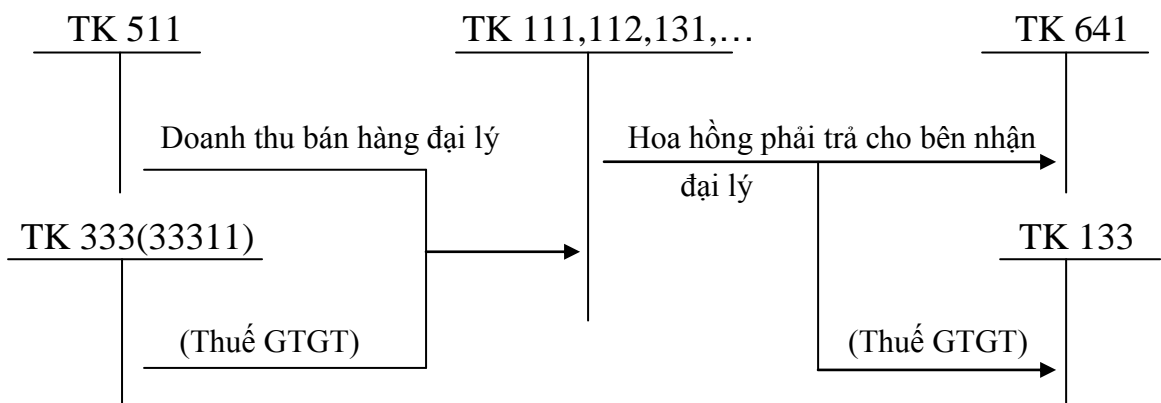 TK 511
TK 111,112,131,…
TK 641
Doanh thu bán hàng đại lý
Hoa hồng phải trả cho bên nhận
đại lý
TK 333(33311)
TK 133
(Thuế GTGT)
(Thuế GTGT)